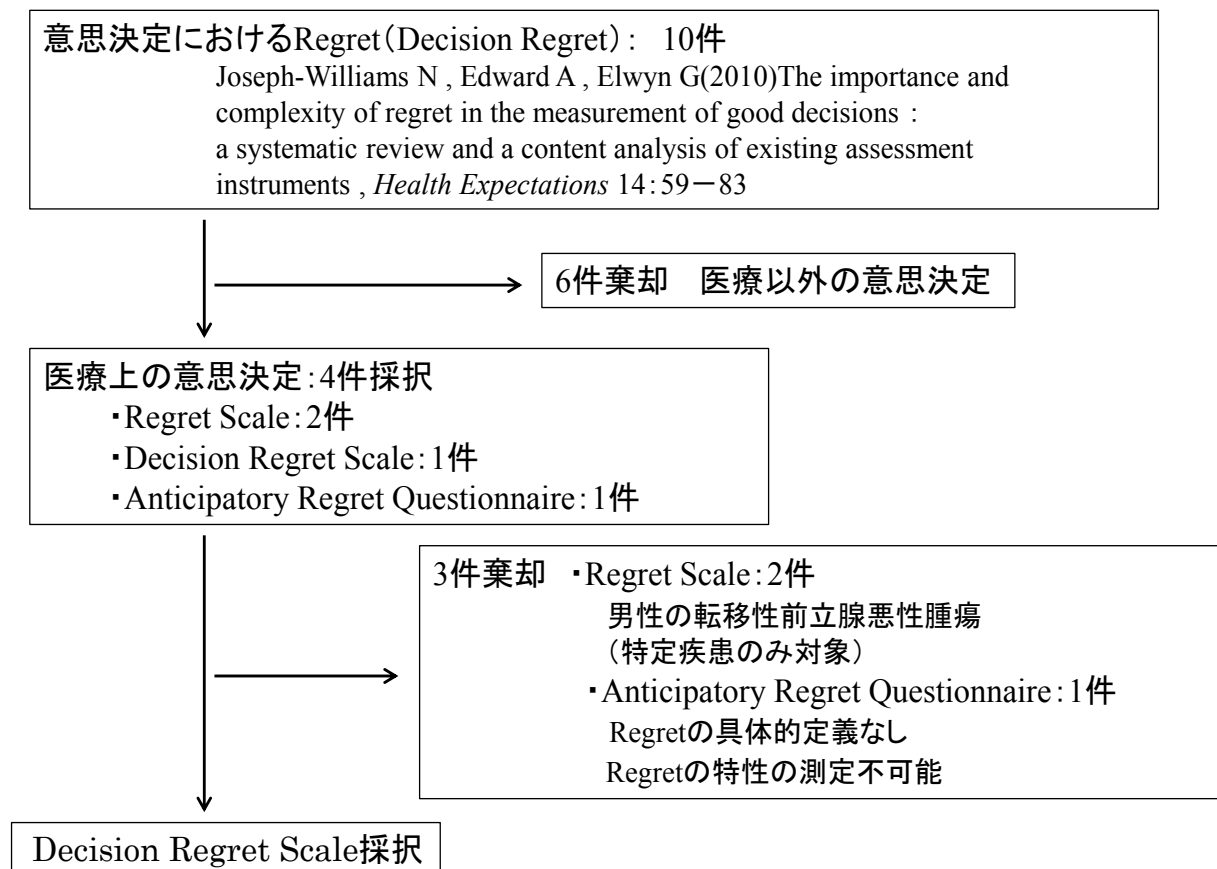 意思決定におけるRegret(Decision Regret): 10件
Joseph-Williams N , Edward A , Elwyn G(2010)The importance and
complexity of regret in the measurement of good decisions :
a systematic review and a content analysis of existing assessment
instruments , Health Expectations 14:59-83
6件棄却 医療以外の意思決定
医療上の意思決定:4件採択
・Regret Scale:2件
・Decision Regret Scale:1件
・Anticipatory Regret Questionnaire:1件
3件棄却 ・Regret Scale:2件
男性の転移性前立腺悪性腫瘍
(特定疾患のみ対象)
・Anticipatory Regret Questionnaire:1件
Regretの具体的定義なし
Regretの特性の測定不可能
Decision Regret Scale採択